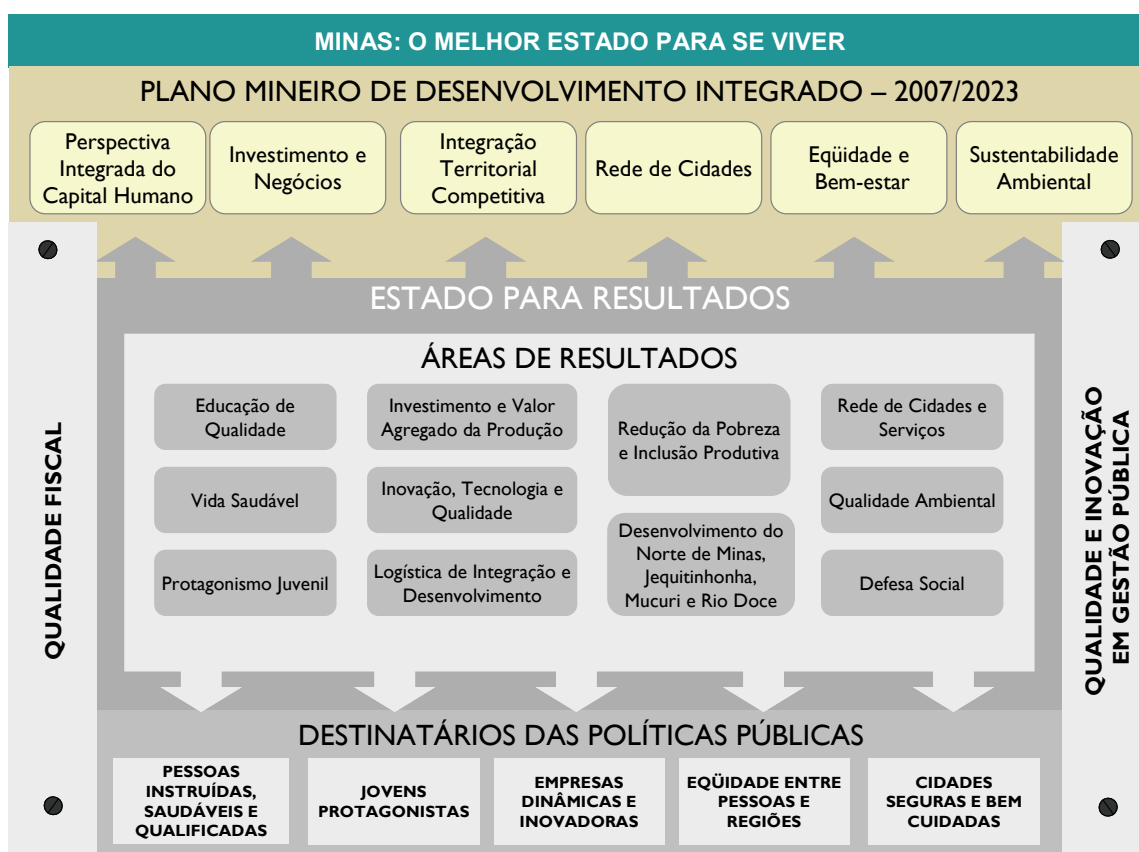 MINAS: O MELHOR ESTADO PARA SE VIVER
PLANO MINEIRO DE DESENVOLVIMENTO INTEGRADO – 2007/2023
Perspectiva
Integrada do
Capital Humano
Investimento e
Negócios
Integração
Territorial
Competitiva
Rede de Cidades
Eqüidade e
Bem-estar
Sustentabilidade
Ambiental
ESTADO PARA RESULTADOS
ÁREAS DE RESULTADOS
Educação de
Qualidade
Investimento e Valor
Agregado da Produção
Redução da Pobreza
e Inclusão Produtiva
Rede de Cidades e
Serviços
Vida Saudável
Inovação, Tecnologia e
Qualidade
Qualidade Ambiental
Protagonismo Juvenil
Logística de Integração e
Desenvolvimento
Desenvolvimento do
Norte de Minas,
Jequitinhonha,
Mucuri e Rio Doce
Defesa Social
QUALIDADE FISCAL
QUALIDADE E INOVAÇÃO
EM GESTÃO PÚBLICA
DESTINATÁRIOS DAS POLÍTICAS PÚBLICAS
PESSOAS
INSTRUÍDAS,
SAUDÁVEIS E
QUALIFICADAS
JOVENS
PROTAGONISTAS
EMPRESAS
DINÂMICAS E
INOVADORAS
EQÜIDADE ENTRE
PESSOAS E
REGIÕES
CIDADES
SEGURAS E BEM
CUIDADAS